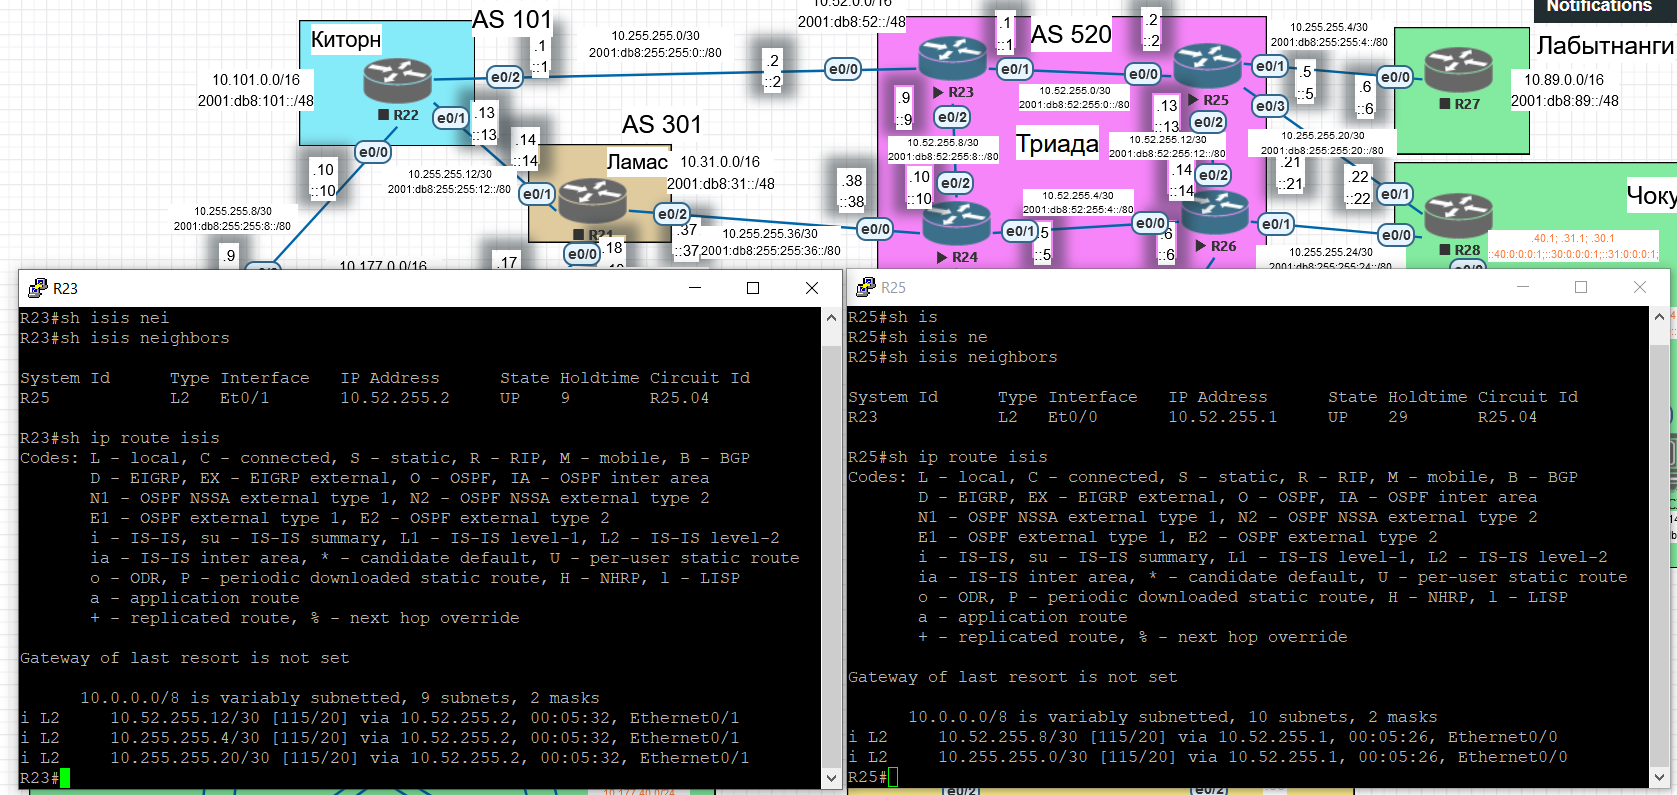 Notifications
AS 101
Киторн
10.101.0.0/16
2001:db8:101::/48
R22
e0/2
e0/1
e0/0
.1
::1
10.255.255.0/30
2001:db8:255:255:0::/80
.2
::2
.13
::13
.14
::14
10.255.255.12/30
2001:db8:255:255:12::/80
.10
::10
10.255.255.8/30
2001:db8:255:255:8::/80
.9
AS 301
Ламас
10.31.0.0/16
2001:db8:31::/48
e0/1
e0/2
R21
e0/0
.18
.17
10.177.0.0/16
.37
::37
10.255.255.36/30
2001:db8:255:255:36::/80
.38
::38
10.52.0.0/16
2001:db8:52::/48
AS 520
Триада
e0/0
R23
e0/1
e0/2
.1
::1
10.52.255.0/30
2001:db8:52:255:0::/80
.2
::2
e0/0
R25
e0/1
e0/3
e0/2
.9
::9
10.52.255.8/30
2001:db8:52:255:8::/80
.10
::10
e0/2
.13
::13
10.52.255.12/30
2001:db8:52:255:12::/80
.14
::14
e0/2
e0/0
R24
e0/1
.5
::5
10.52.255.4/30
2001:db8:52:255:4::/80
e0/0
.6
::6
R26
e0/1
10.255.255.4/30
2001:db8:255:255:4::/80
.5
::5
.6
::6
e0/0
R27
Лабытнанги
10.89.0.0/16
2001:db8:89::/48
10.255.255.20/30
2001:db8:255:255:20::/80
.21
::21
.22
::22
e0/1
e0/0
R28
Чоку
10.255.255.24/30
2001:db8:255:255:24::/80
.40.1; .31.1; .30.1
::40:0:0:0:1;::30:0:0:0:1;::31:0:0:0:1;
R23
R23#sh isis nei
R23#sh isis neighbors
System Id      Type Interface   IP Address      State Holdtime Circuit Id
R25            L2   Et0/1       10.52.255.2     UP    9        R25.04
R23#sh ip route isis
Codes: L - local, C - connected, S - static, R - RIP, M - mobile, B - BGP
       D - EIGRP, EX - EIGRP external, O - OSPF, IA - OSPF inter area
       N1 - OSPF NSSA external type 1, N2 - OSPF NSSA external type 2
       E1 - OSPF external type 1, E2 - OSPF external type 2
       i - IS-IS, su - IS-IS summary, L1 - IS-IS level-1, L2 - IS-IS level-2
       ia - IS-IS inter area, * - candidate default, U - per-user static route
       o - ODR, P - periodic downloaded static route, H - NHRP, l - LISP
       a - application route
       + - replicated route, % - next hop override
Gateway of last resort is not set
      10.0.0.0/8 is variably subnetted, 9 subnets, 2 masks
i L2     10.52.255.12/30 [115/20] via 10.52.255.2, 00:05:32, Ethernet0/1
i L2     10.255.255.4/30 [115/20] via 10.52.255.2, 00:05:32, Ethernet0/1
i L2     10.255.255.20/30 [115/20] via 10.52.255.2, 00:05:32, Ethernet0/1
R23#
R25
R25#sh is
R25#sh isis ne
R25#sh isis neighbors
System Id      Type Interface   IP Address      State Holdtime Circuit Id
R23            L2   Et0/0       10.52.255.1     UP    29       R25.04
R25#sh ip route isis
Codes: L - local, C - connected, S - static, R - RIP, M - mobile, B - BGP
       D - EIGRP, EX - EIGRP external, O - OSPF, IA - OSPF inter area
       N1 - OSPF NSSA external type 1, N2 - OSPF NSSA external type 2
       E1 - OSPF external type 1, E2 - OSPF external type 2
       i - IS-IS, su - IS-IS summary, L1 - IS-IS level-1, L2 - IS-IS level-2
       ia - IS-IS inter area, * - candidate default, U - per-user static route
       o - ODR, P - periodic downloaded static route, H - NHRP, l - LISP
       a - application route
       + - replicated route, % - next hop override
Gateway of last resort is not set
      10.0.0.0/8 is variably subnetted, 10 subnets, 2 masks
i L2     10.52.255.8/30 [115/20] via 10.52.255.1, 00:05:26, Ethernet0/0
i L2     10.255.255.0/30 [115/20] via 10.52.255.1, 00:05:26, Ethernet0/0
R25#
10.177.40.0/24
e0/2
e0/2